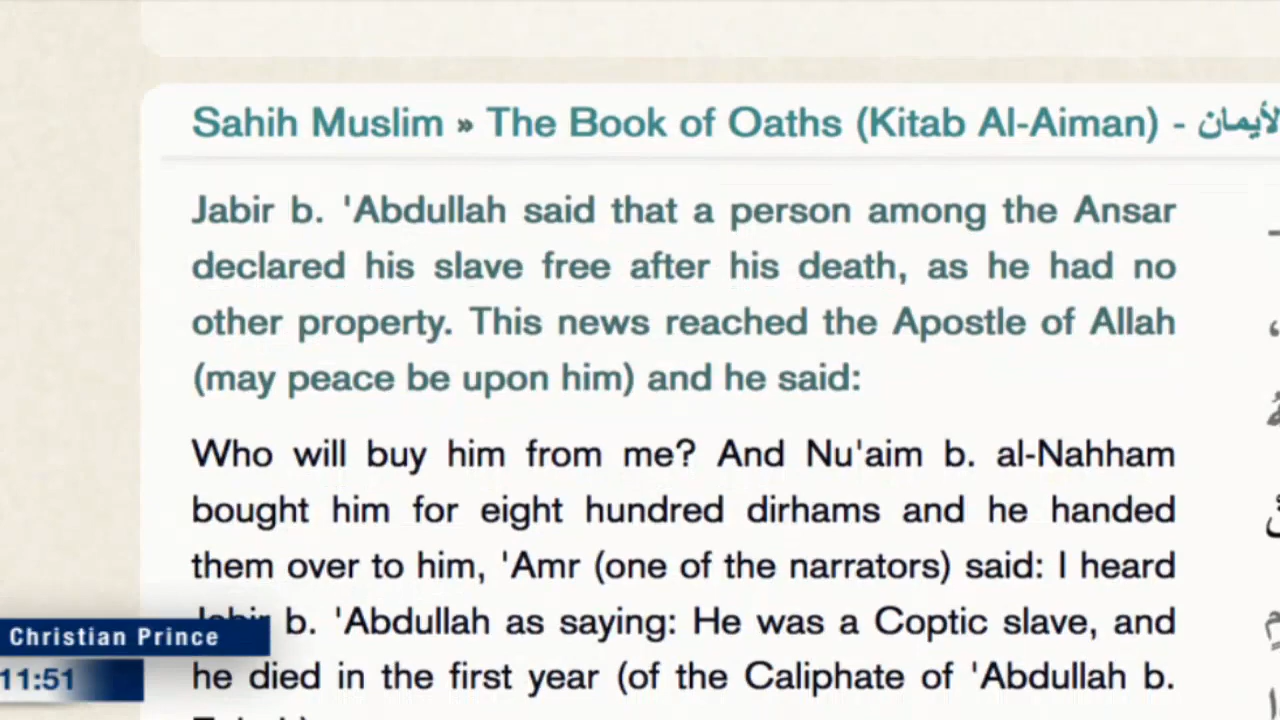 Sahih Muslim » The Book of Oaths (Kitab Al-Aiman) -
Jabir b. 'Abdullah said that a person among the Ansar
declared his slave free after his death, as he had no
other property. This news reached the Apostle of Allah
(may peace be upon him) and he said:
Who will buy him from me? And Nu'aim b. al-Nahham
bought him for eight hundred dirhams and he handed
them over to him, 'Amr (one of the narrators) said: I heard
b. 'Abdullah as saying: He was a Coptic slave, and
he died in the first year (of the Caliphate of 'Abdullah b.
Christian Prince
11:51